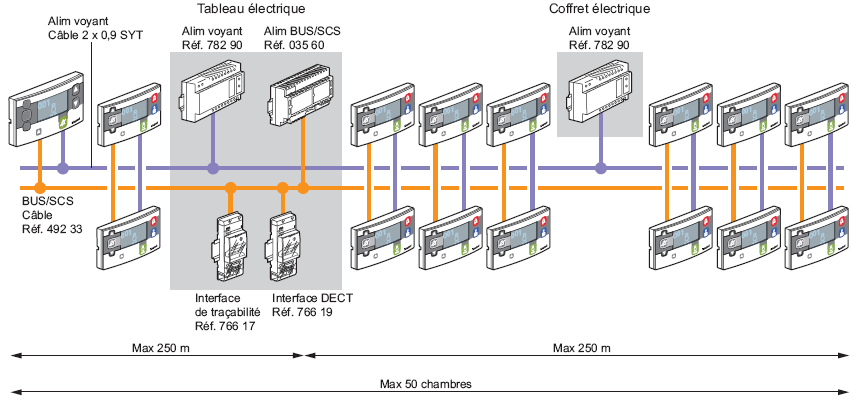 Tableau électrique
Coffret électrique
Alim voyant
Câble 2 x 0,9 SYT
Alim voyant
Réf. 782 90
Alim BUS/SCS
Réf. 035 60
Alim voyant
Réf. 782 90
BUS/SCS
Câble
Réf. 492 33
Interface
de traçabilité
Réf. 766 17
Interface DECT
Réf. 766 19
Max 250 m
Max 250 m
Max 50 chambres